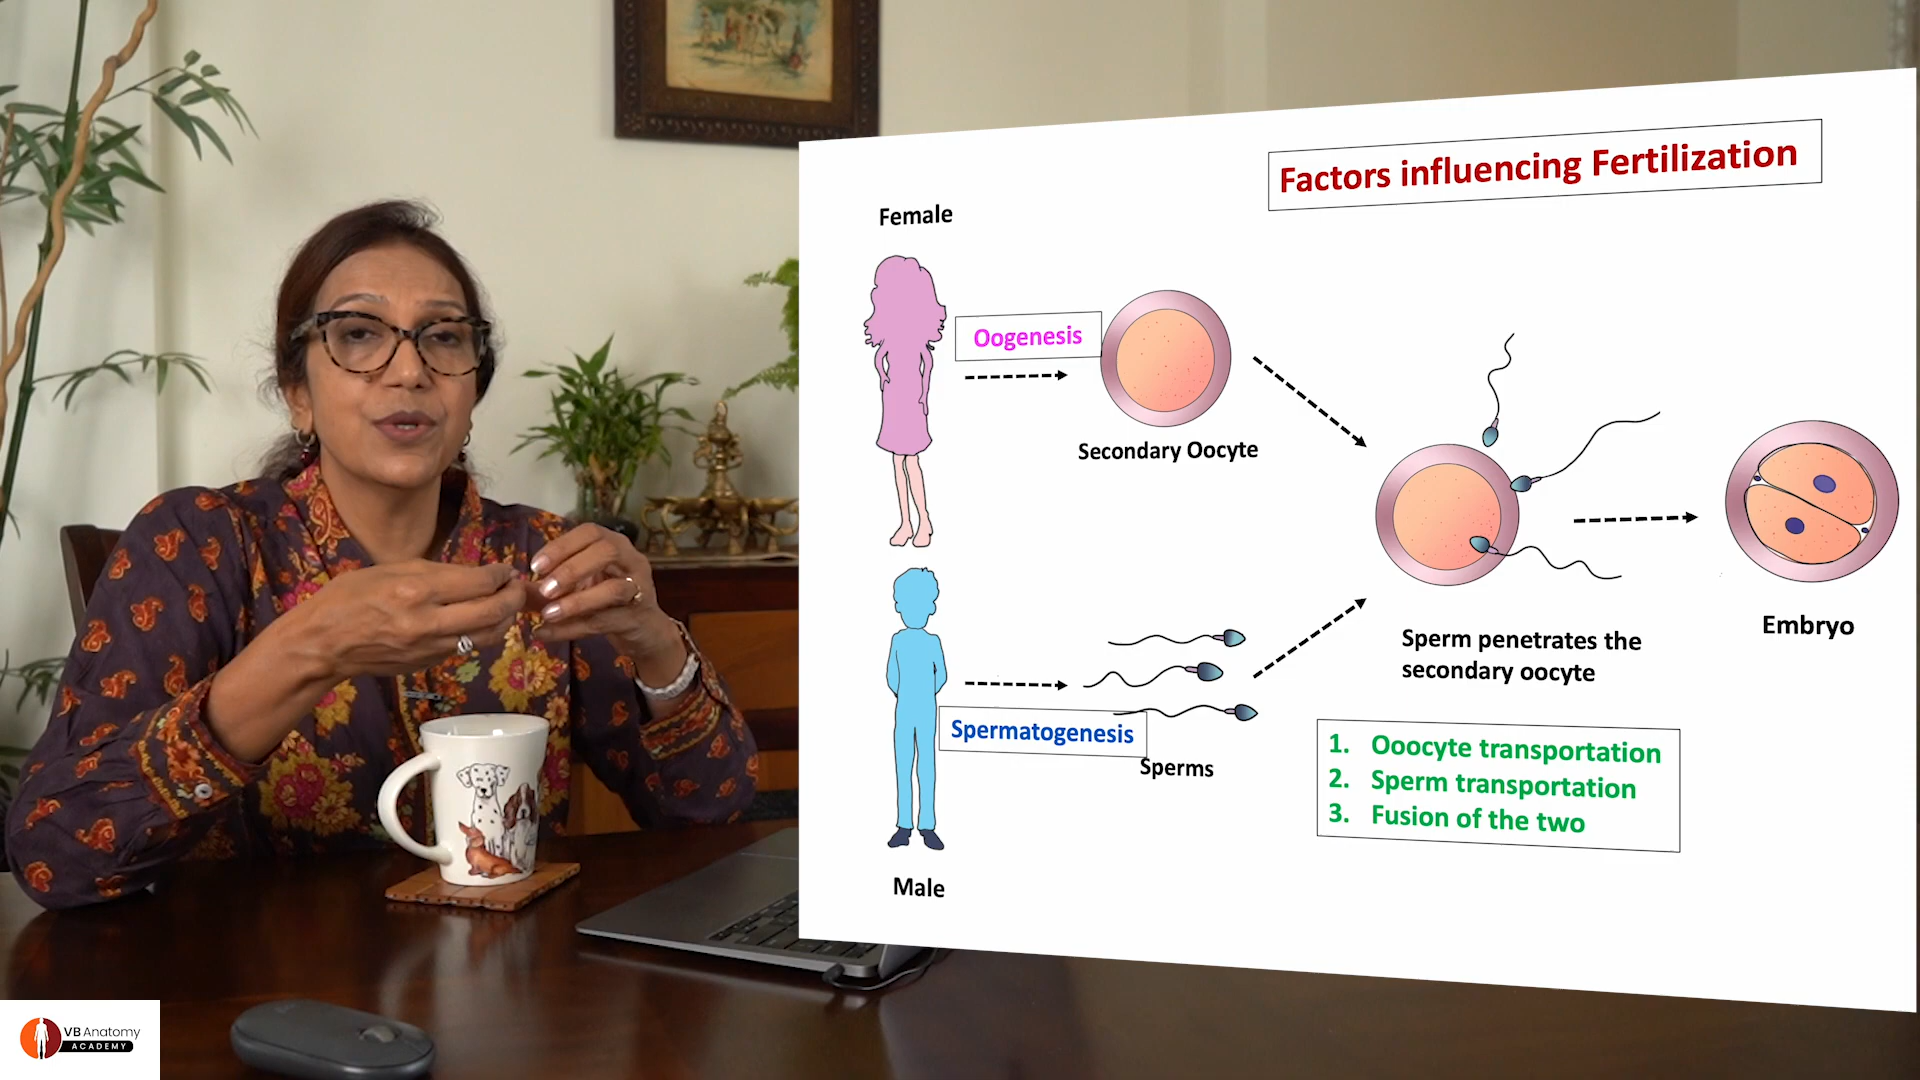 Factors influencing Fertilization
Female
Oogenesis
Secondary Oocyte
Sperm penetrates the
secondary oocyte
Embryo
Spermatogenesis
Sperms
Male
1. Ooocyte transportation
2. Sperm transportation
3. Fusion of the two
VB Anatomy
ACADEMY